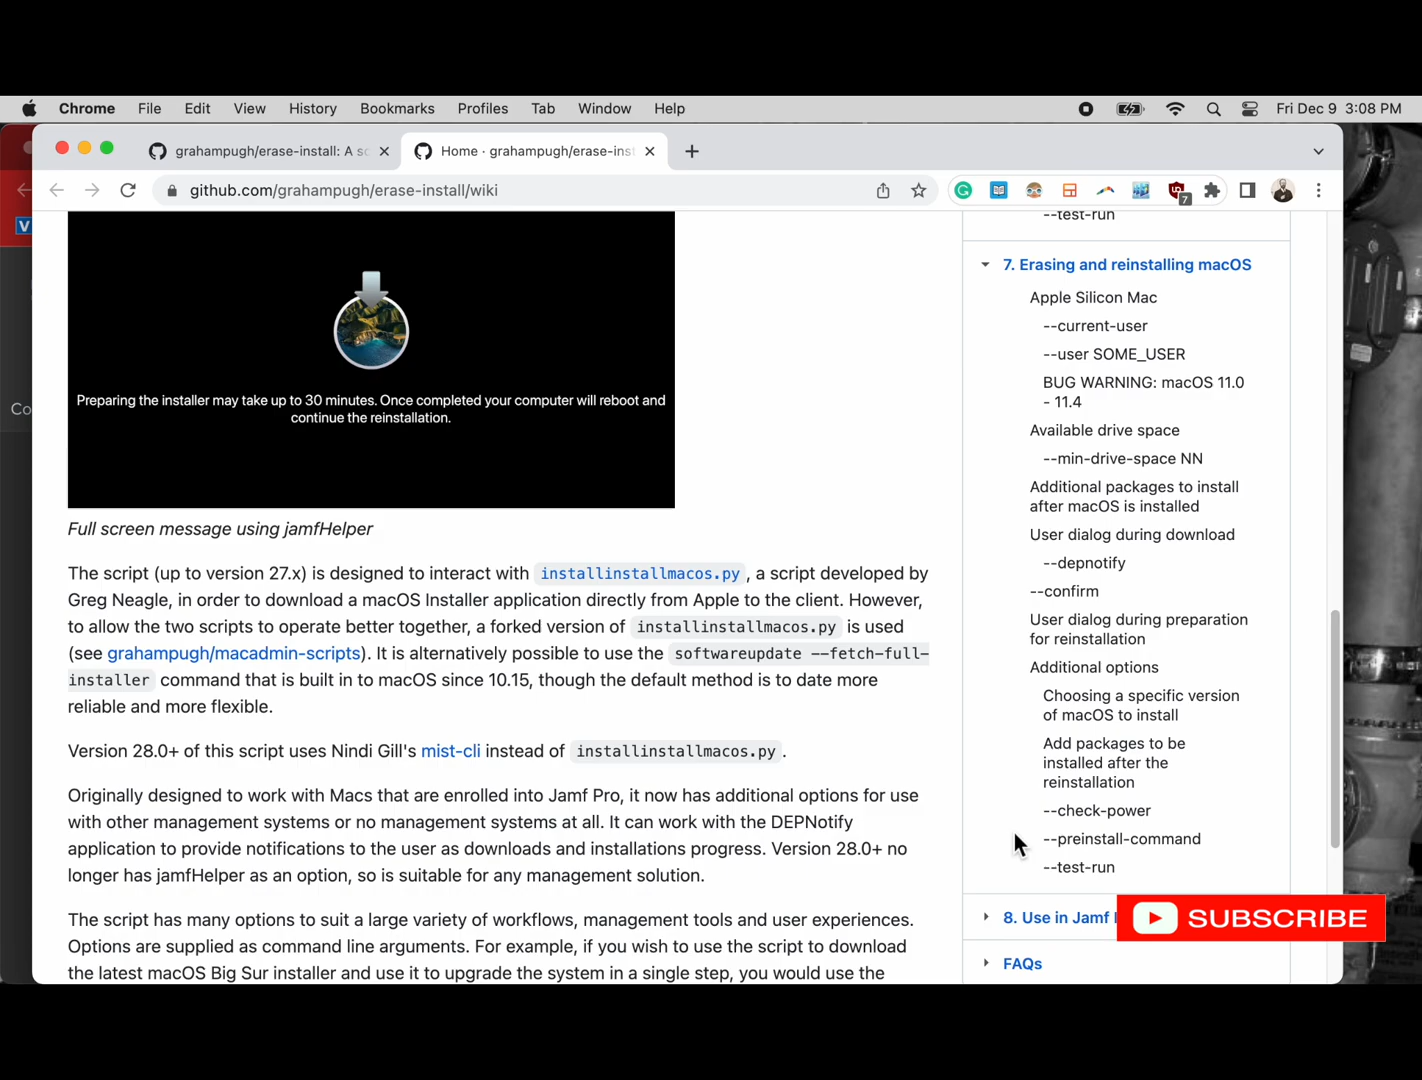 Chrome File Edit View History Bookmarks Profiles Tab Window Help Fri Dec 9 3:08 PM
grahampugh/erase-install: A sc
Home · grahampugh/erase-inst
github.com/grahampugh/erase-install/wiki
7
V
Co
Preparing the installer may take up to 30 minutes. Once completed your computer will reboot and
continue the reinstallation.
Full screen message using jamfHelper
The script (up to version 27.x) is designed to interact with installinstallmacos.py, a script developed by
Greg Neagle, in order to download a macOS Installer application directly from Apple to the client. However,
to allow the two scripts to operate better together, a forked version of installinstallmacos.py is used
(see grahampugh/macadmin-scripts). It is alternatively possible to use the softwareupdate --fetch-full-
installer command that is built in to macOS since 10.15, though the default method is to date more
reliable and more flexible.
Version 28.0+ of this script uses Nindi Gill's mist-cli instead of installinstallmacos.py.
Originally designed to work with Macs that are enrolled into Jamf Pro, it now has additional options for use
with other management systems or no management systems at all. It can work with the DEPNotify
application to provide notifications to the user as downloads and installations progress. Version 28.0+ no
longer has jamfHelper as an option, so is suitable for any management solution.
The script has many options to suit a large variety of workflows, management tools and user experiences.
Options are supplied as command line arguments. For example, if you wish to use the script to download
the latest macOS Big Sur installer and use it to upgrade the system in a single step, you would use the
--test-run
7. Erasing and reinstalling macOS
Apple Silicon Mac
--current-user
--user SOME_USER
BUG WARNING: macOS 11.0
- 11.4
Available drive space
--min-drive-space NN
Additional packages to install
after macOS is installed
User dialog during download
--depnotify
--confirm
User dialog during preparation
for reinstallation
Additional options
Choosing a specific version
of macOS to install
Add packages to be
installed after the
reinstallation
--check-power
--preinstall-command
--test-run
8. Use in Jamf
SUBSCRIBE
FAQs